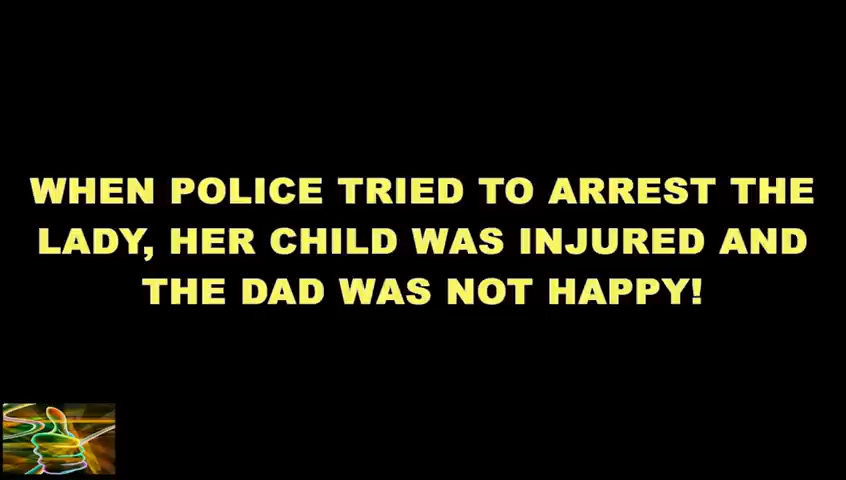 WHEN POLICE TRIED TO ARREST THE
LADY, HER CHILD WAS INJURED AND
THE DAD WAS NOT HAPPY!